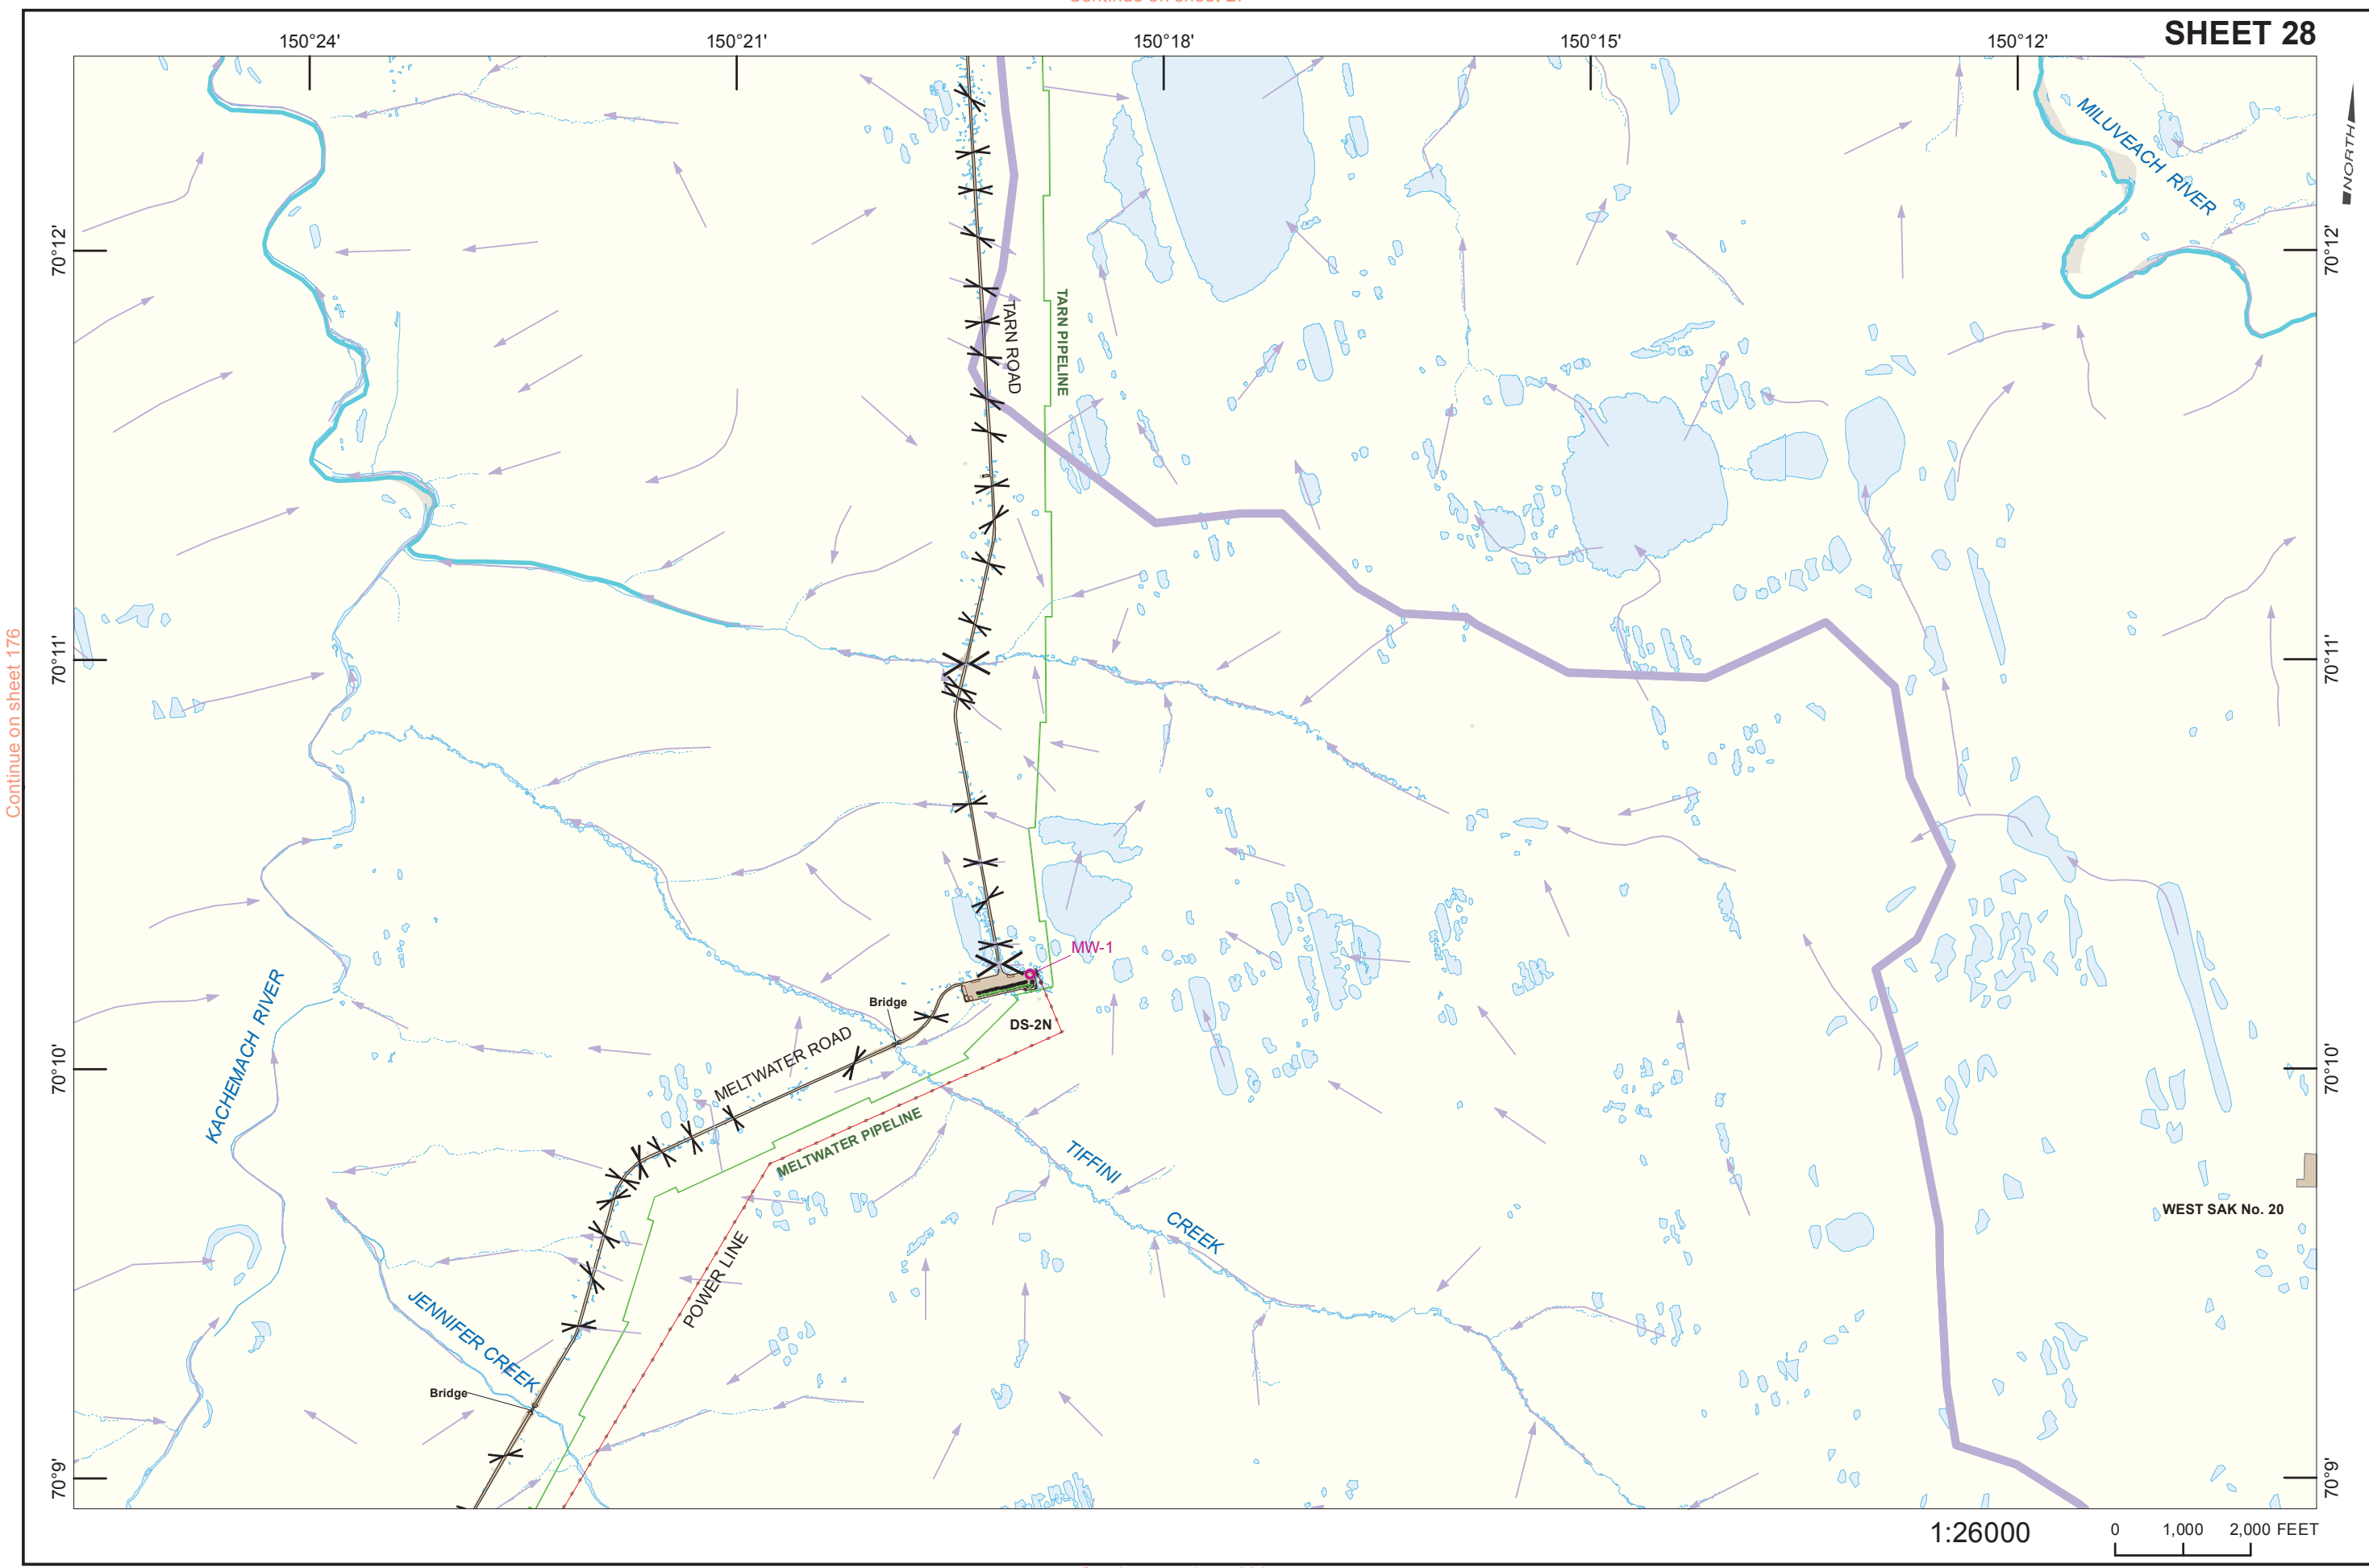 SHEET 28
150°24'
150°21'
150°18'
150°15'
150°12'
NORTH
MILUVEACH RIVER
70°12'
70°12'
TARN ROAD
TARN PIPELINE
Continue on sheet 176
70°11'
70°11'
MW-1
Bridge
DS-2N
KACHEMACH RIVER
MELTWATER ROAD
70°10'
70°10'
MELTWATER PIPELINE
TIFFINI
CREEK
WEST SAK No. 20
POWER LINE
JENNIFER CREEK
Bridge
70°9'
70°9'
1:26000
0 1,000 2,000 FEET